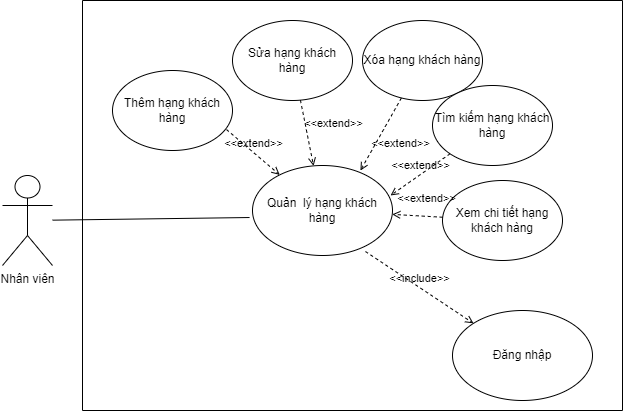 Sửa hạng khách
hàng
Xóa hạng khách hàng
Thêm hạng khách
hàng
Tìm kiếm hạng khách
hàng
<<extend>>
<<extend>>
<<extend>>
<<extend>>
<<extend>>
Quản lý hạng khách
hàng
Xem chi tiết hạng
khách hàng
Nhân viên
<<include>>
Đăng nhập